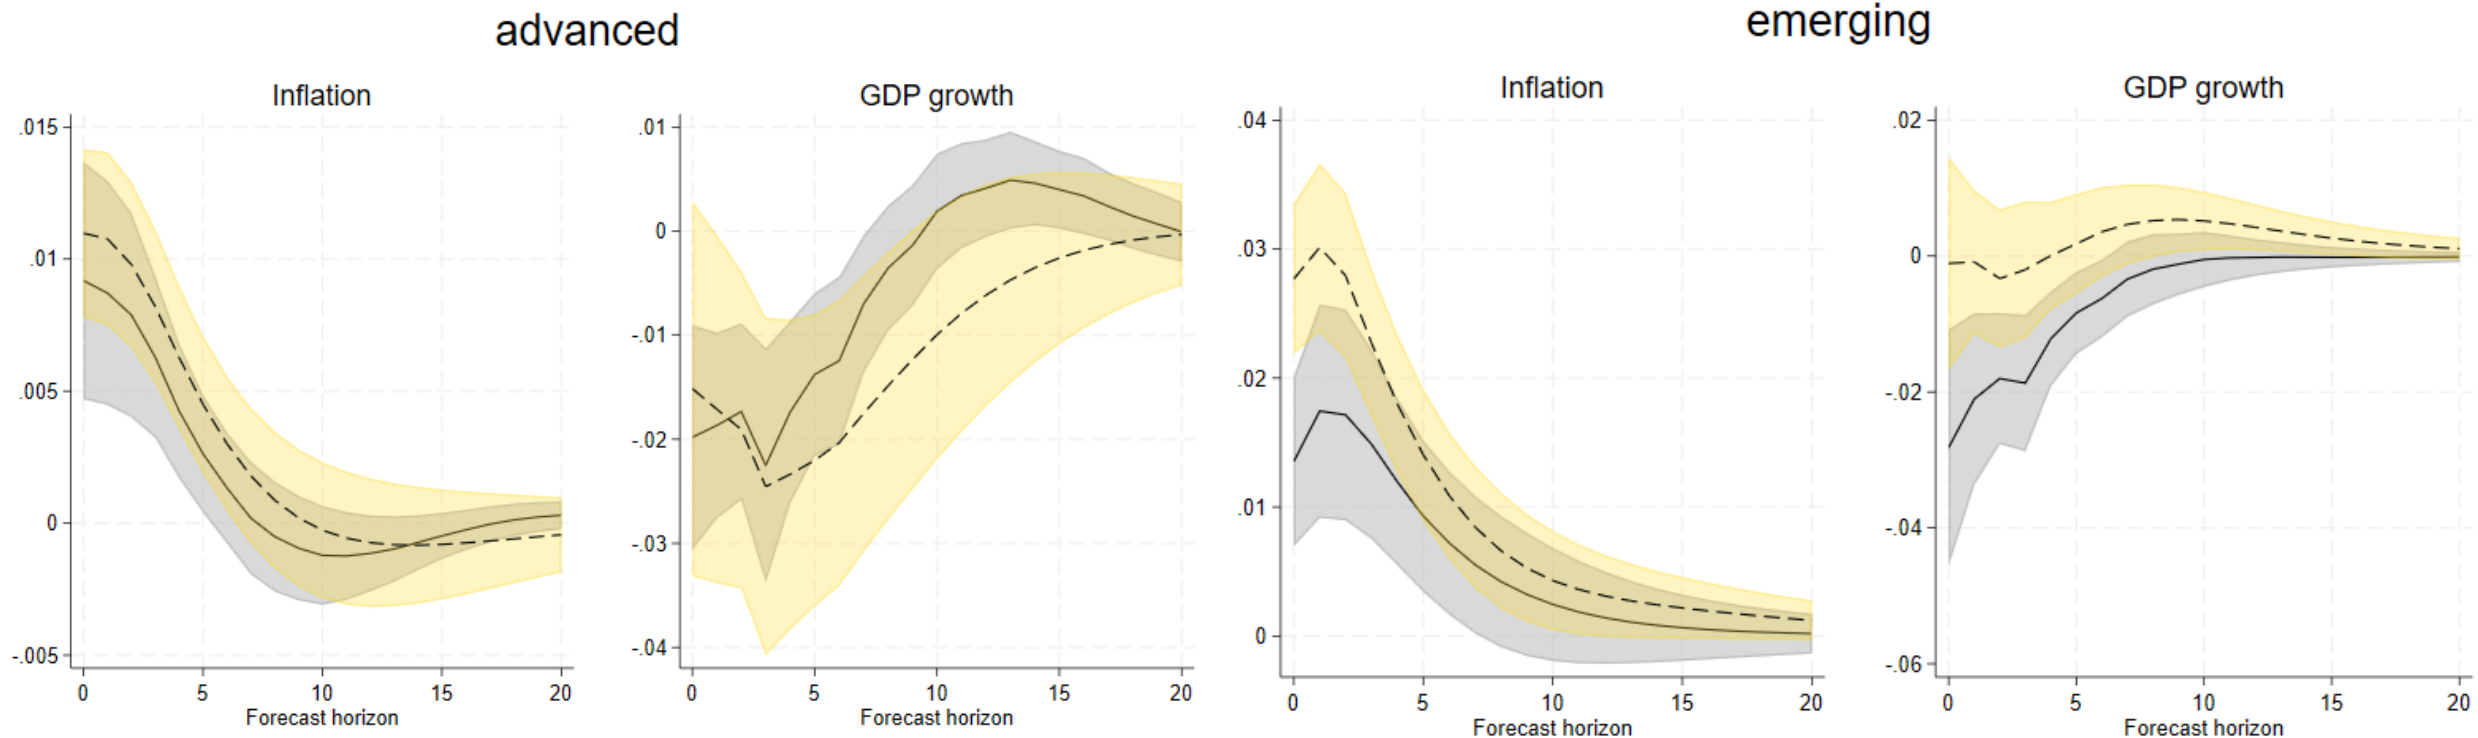 advanced
emerging
Inflation
GDP growth
Inflation
GDP growth
.015
.01
.005
0
-.005
0 5 10 15 20
Forecast horizon
.01
0
-.01
-.02
-.03
-.04
0 5 10 15 20
Forecast horizon
.04
.03
.02
.01
0
0 5 10 15 20
Forecast horizon
.02
0
-.02
-.04
-.06
0 5 10 15 20
Forecast horizon